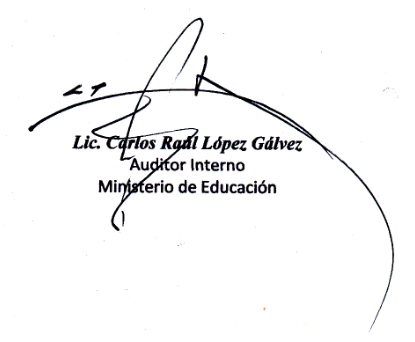 Lic. Carlos Raúl López Gálvez
Auditor Interno
Ministerio de Educación